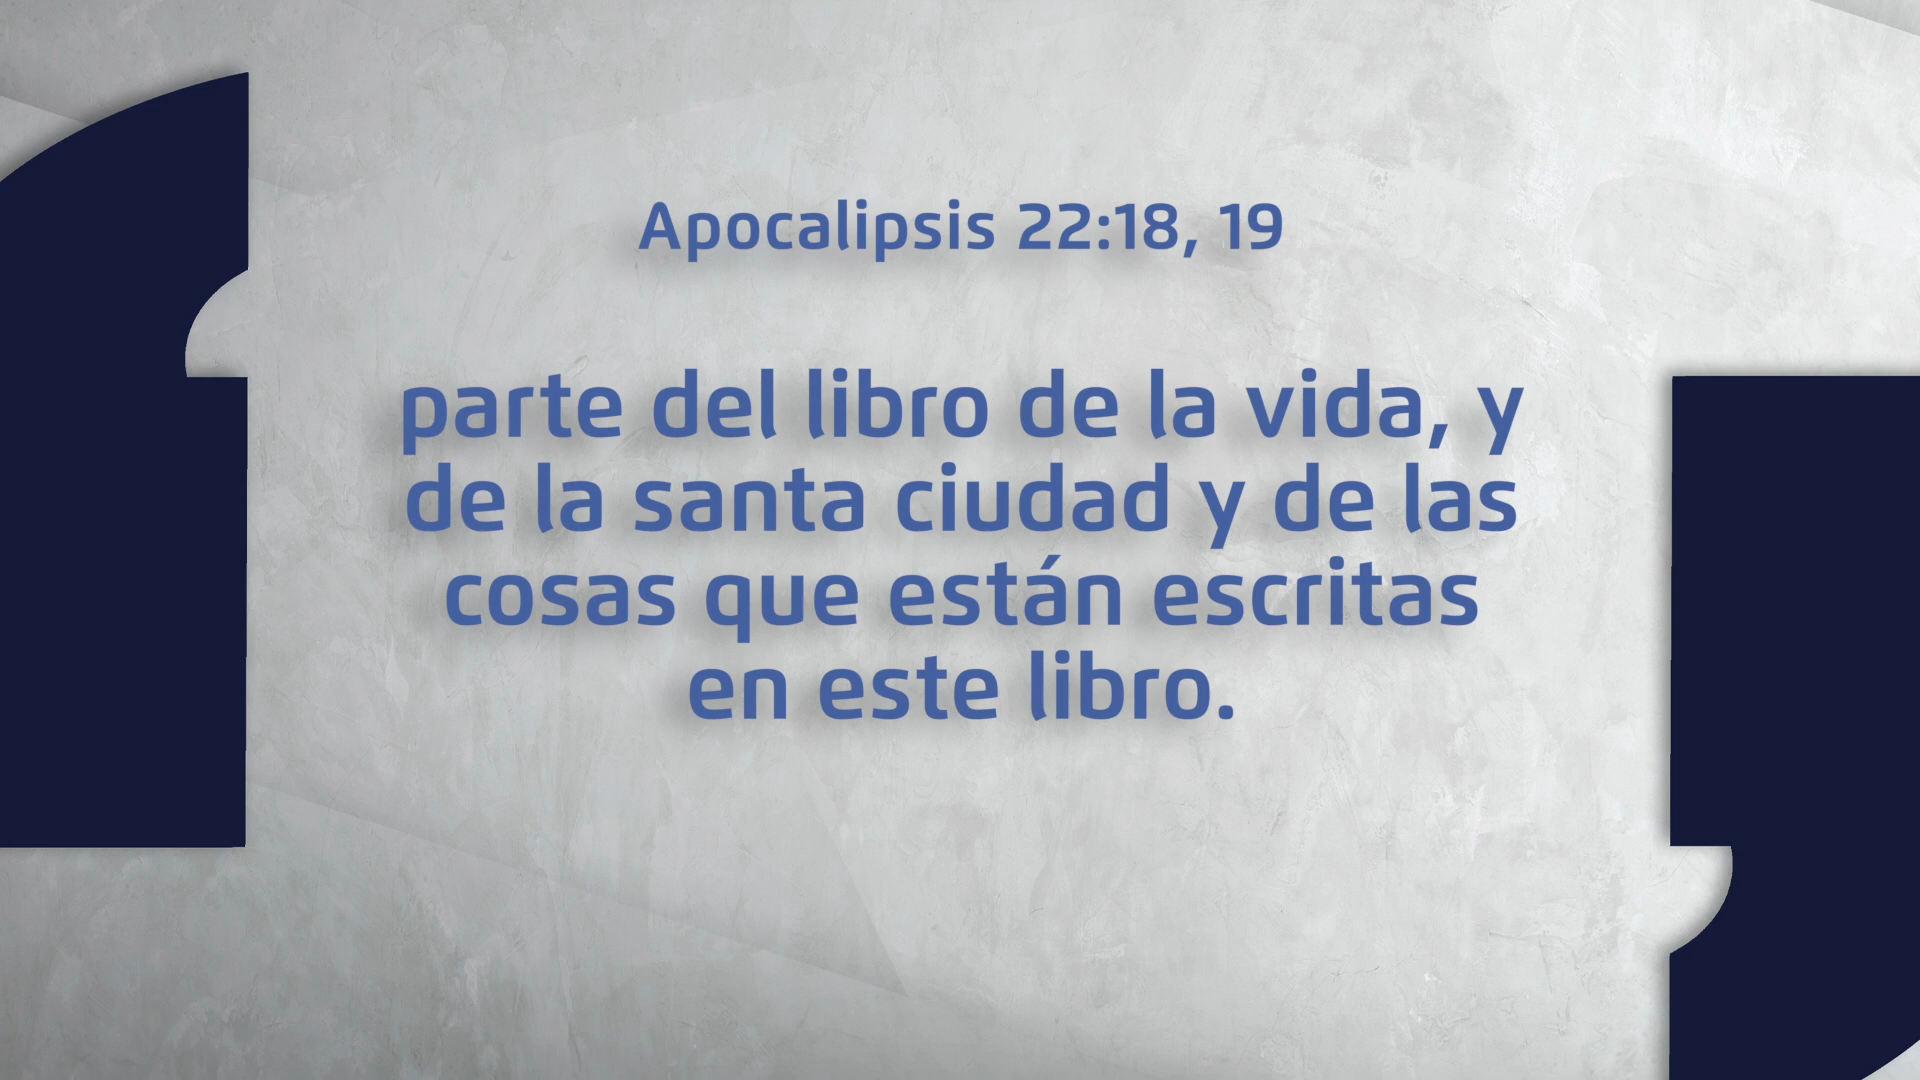 Apocalipsis 22:18, 19
parte del libro de la vida, y
de la santa ciudad y de las
cosas que están escritas
en este libro.